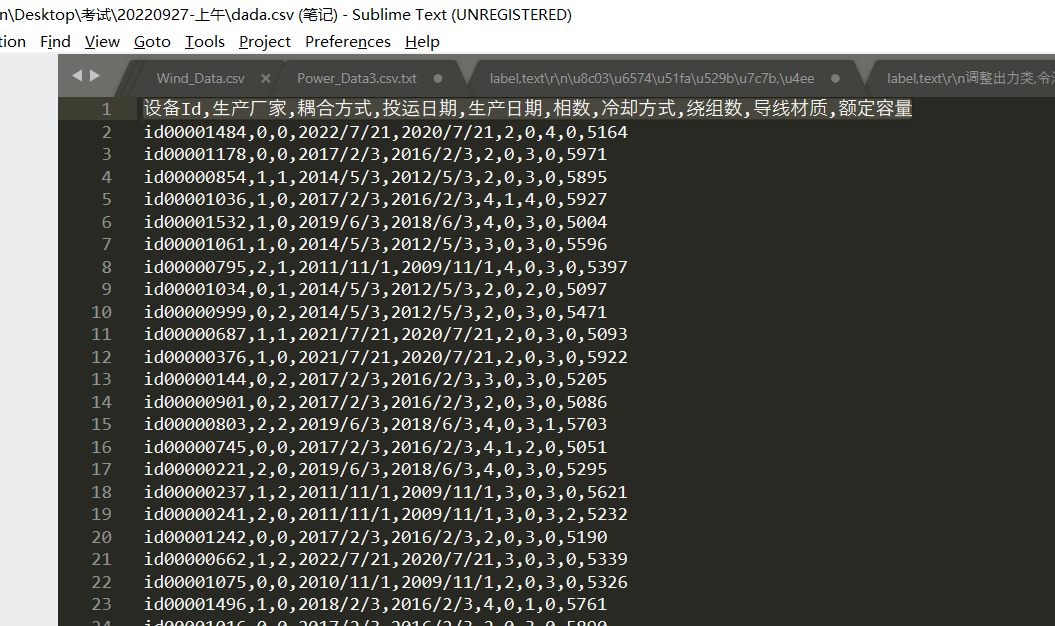 n\Desktop\考试\20220927-上午\dada.csv (笔记) - Sublime Text (UNREGISTERED)
tion Find View Goto Tools Project Preferences Help
Wind_Data.csv Power_Data3.csv.txt label,text\r\n\u8c03\u6574\u51fa\u529b\u7c7b,\u4ee label,text\r\n调整出力类,令
1 设备Id,生产厂家,耦合方式,投运日期,生产日期,相数,冷却方式,绕组数,导线材质,额定容量
2 id00001484,0,0,2022/7/21,2020/7/21,2,0,4,0,5164
3 id00001178,0,0,2017/2/3,2016/2/3,2,0,3,0,5971
4 id00000854,1,1,2014/5/3,2012/5/3,2,0,3,0,5895
5 id00001036,1,0,2017/2/3,2016/2/3,4,1,4,0,5927
6 id00001532,1,0,2019/6/3,2018/6/3,4,0,3,0,5004
7 id00001061,1,0,2014/5/3,2012/5/3,3,0,3,0,5596
8 id00000795,2,1,2011/11/1,2009/11/1,4,0,3,0,5397
9 id00001034,0,1,2014/5/3,2012/5/3,2,0,2,0,5097
10 id00000999,0,2,2014/5/3,2012/5/3,2,0,3,0,5471
11 id00000687,1,1,2021/7/21,2020/7/21,2,0,3,0,5093
12 id00000376,1,0,2021/7/21,2020/7/21,2,0,3,0,5922
13 id00000144,0,2,2017/2/3,2016/2/3,3,0,3,0,5205
14 id00000901,0,2,2017/2/3,2016/2/3,2,0,3,0,5086
15 id00000803,2,2,2019/6/3,2018/6/3,4,0,3,1,5703
16 id00000745,0,0,2017/2/3,2016/2/3,4,1,2,0,5051
17 id00000221,2,0,2019/6/3,2018/6/3,4,0,3,0,5295
18 id00000237,1,2,2011/11/1,2009/11/1,3,0,3,0,5621
19 id00000241,2,0,2011/11/1,2009/11/1,3,0,3,2,5232
20 id00001242,0,0,2017/2/3,2016/2/3,2,0,3,0,5190
21 id00000662,1,2,2022/7/21,2020/7/21,3,0,3,0,5339
22 id00001075,0,0,2010/11/1,2009/11/1,2,0,3,0,5326
23 id00001496,1,0,2018/2/3,2016/2/3,4,0,1,0,5761